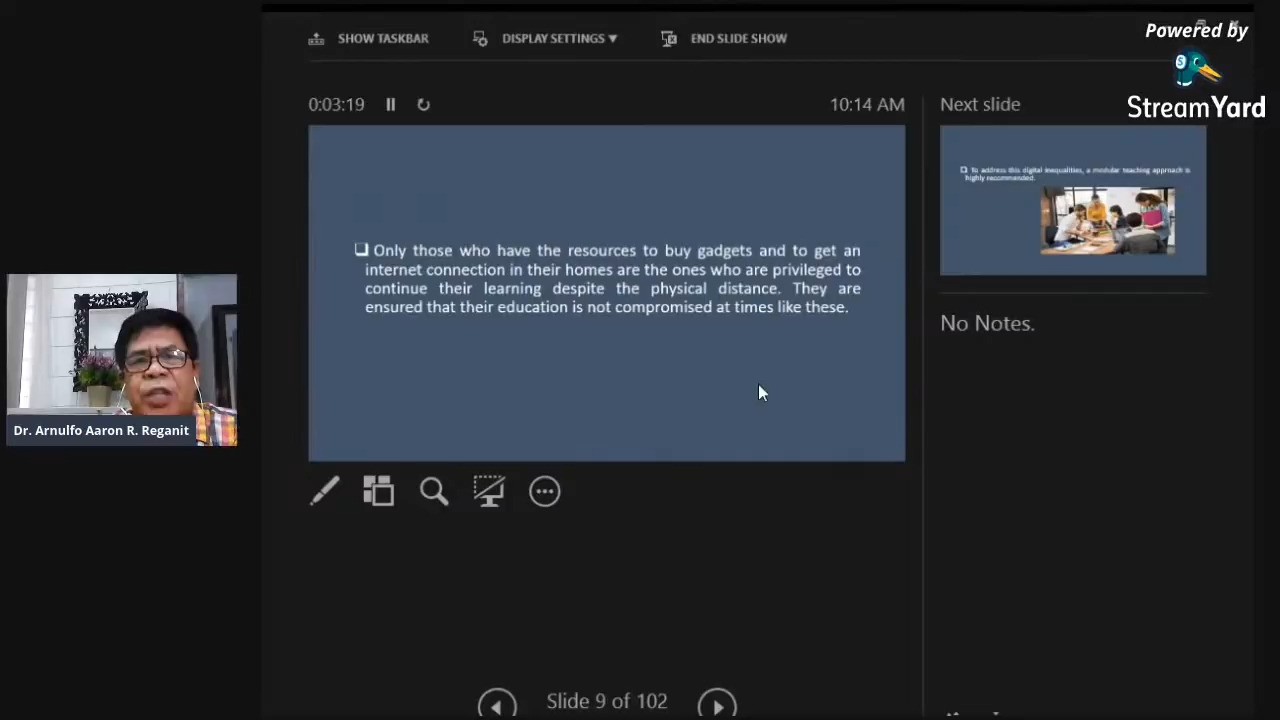 SHOW TASKBAR
DISPLAY SETTINGS ▼
END SLIDE SHOW
Powered by
StreamYard
0:03:19
10:14 AM
Next slide
Only those who have the resources to buy gadgets and to get an
internet connection in their homes are the ones who are privileged to
continue their learning despite the physical distance. They are
ensured that their education is not compromised at times like these.
To address this digital inequalities, a modular teaching approach is
highly recommended.
No Notes.
Dr. Arnulfo Aaron R. Reganit
Slide 9 of 102